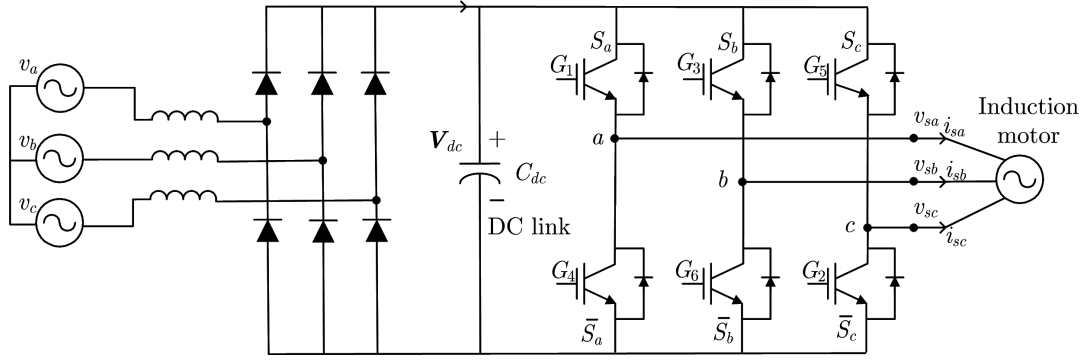 v_a
v_b
v_c
V_dc
+
C_dc
−
DC link
S_a
S_b
S_c
G_1
G_3
G_5
a
b
c
v_sa
i_sa
v_sb
i_sb
v_sc
i_sc
Induction
motor
G_4
G_6
G_2
S̄_a
S̄_b
S̄_c